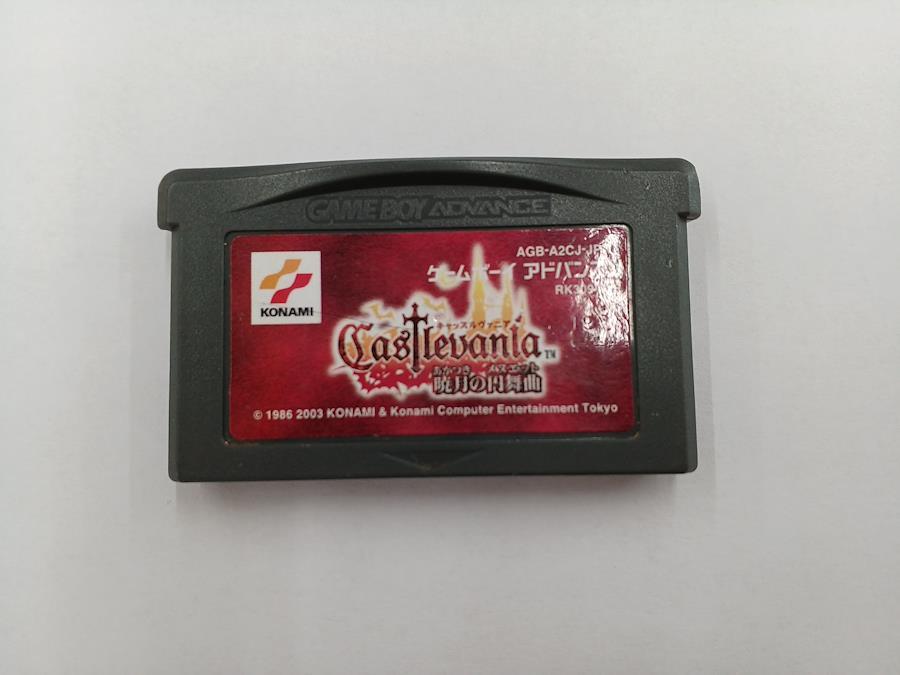 GAME BOY ADVANCE
AGB-A2CJ-JP
ゲームボーイ アドバンス
KONAMI
キャッスルヴァニア
Castlevania™
あかつき メヌエット
暁月の円舞曲
© 1986 2003 KONAMI & Konami Computer Entertainment Tokyo